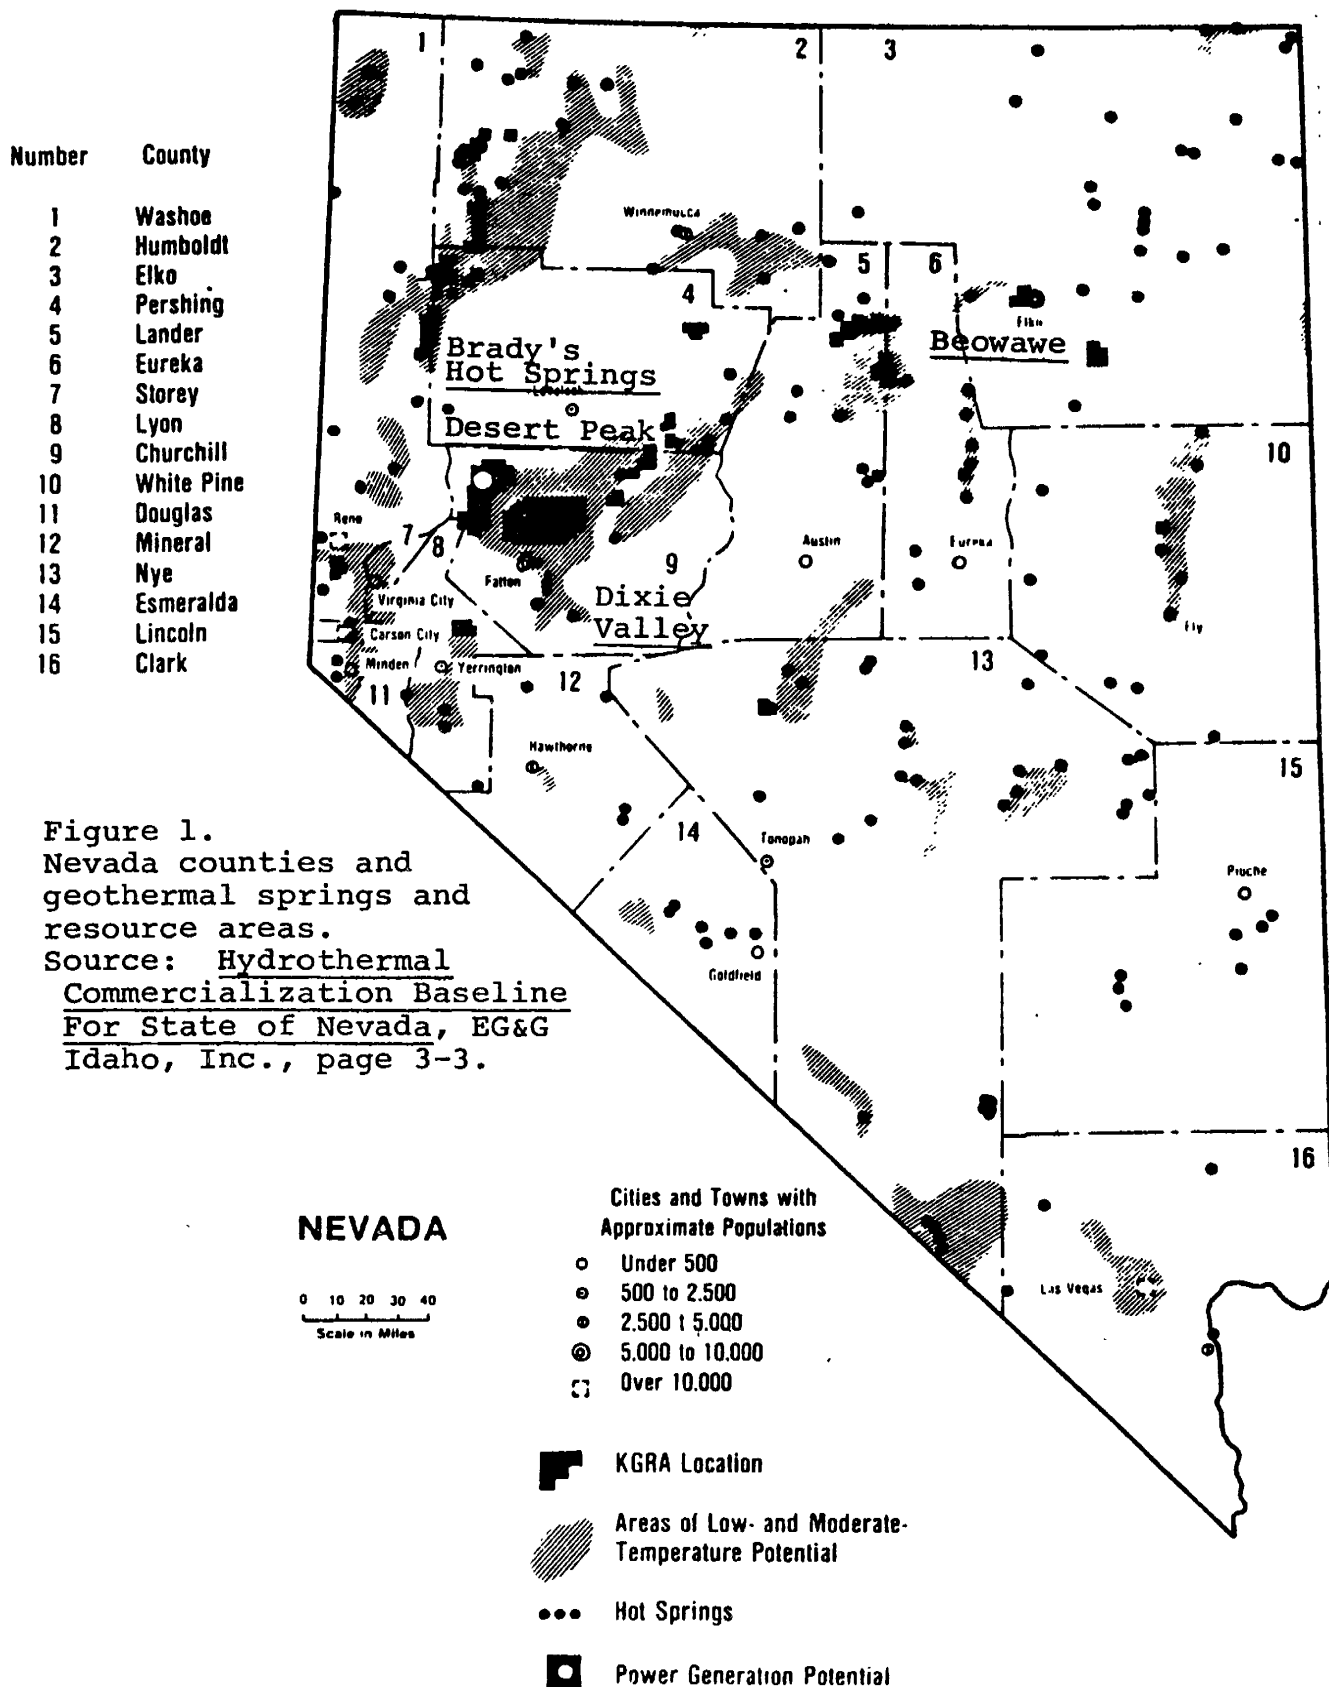 Number County
1 Washoe
2 Humboldt
3 Elko
4 Pershing
5 Lander
6 Eureka
7 Storey
8 Lyon
9 Churchill
10 White Pine
11 Douglas
12 Mineral
13 Nye
14 Esmeralda
15 Lincoln
16 Clark
1
2
3
Winnemucca
4
5
6
Elko
Beowawe
Brady's
Hot Springs
Desert Peak
10
Reno
7
8
9
Austin
Eureka
Fallon
Virginia City
Dixie
Valley
Ely
Carson City
Minden
Yerrington
11
12
13
Hawthorne
14
15
Tonopah
Pioche
Goldfield
16
Las Vegas
Figure 1.
Nevada counties and
geothermal springs and
resource areas.
Source: Hydrothermal
Commercialization Baseline
For State of Nevada, EG&G
Idaho, Inc., page 3-3.
NEVADA
0 10 20 30 40
Scale in Miles
Cities and Towns with
Approximate Populations
Under 500
500 to 2.500
2.500 t 5.000
5.000 to 10.000
Over 10.000
KGRA Location
Areas of Low- and Moderate-
Temperature Potential
Hot Springs
Power Generation Potential